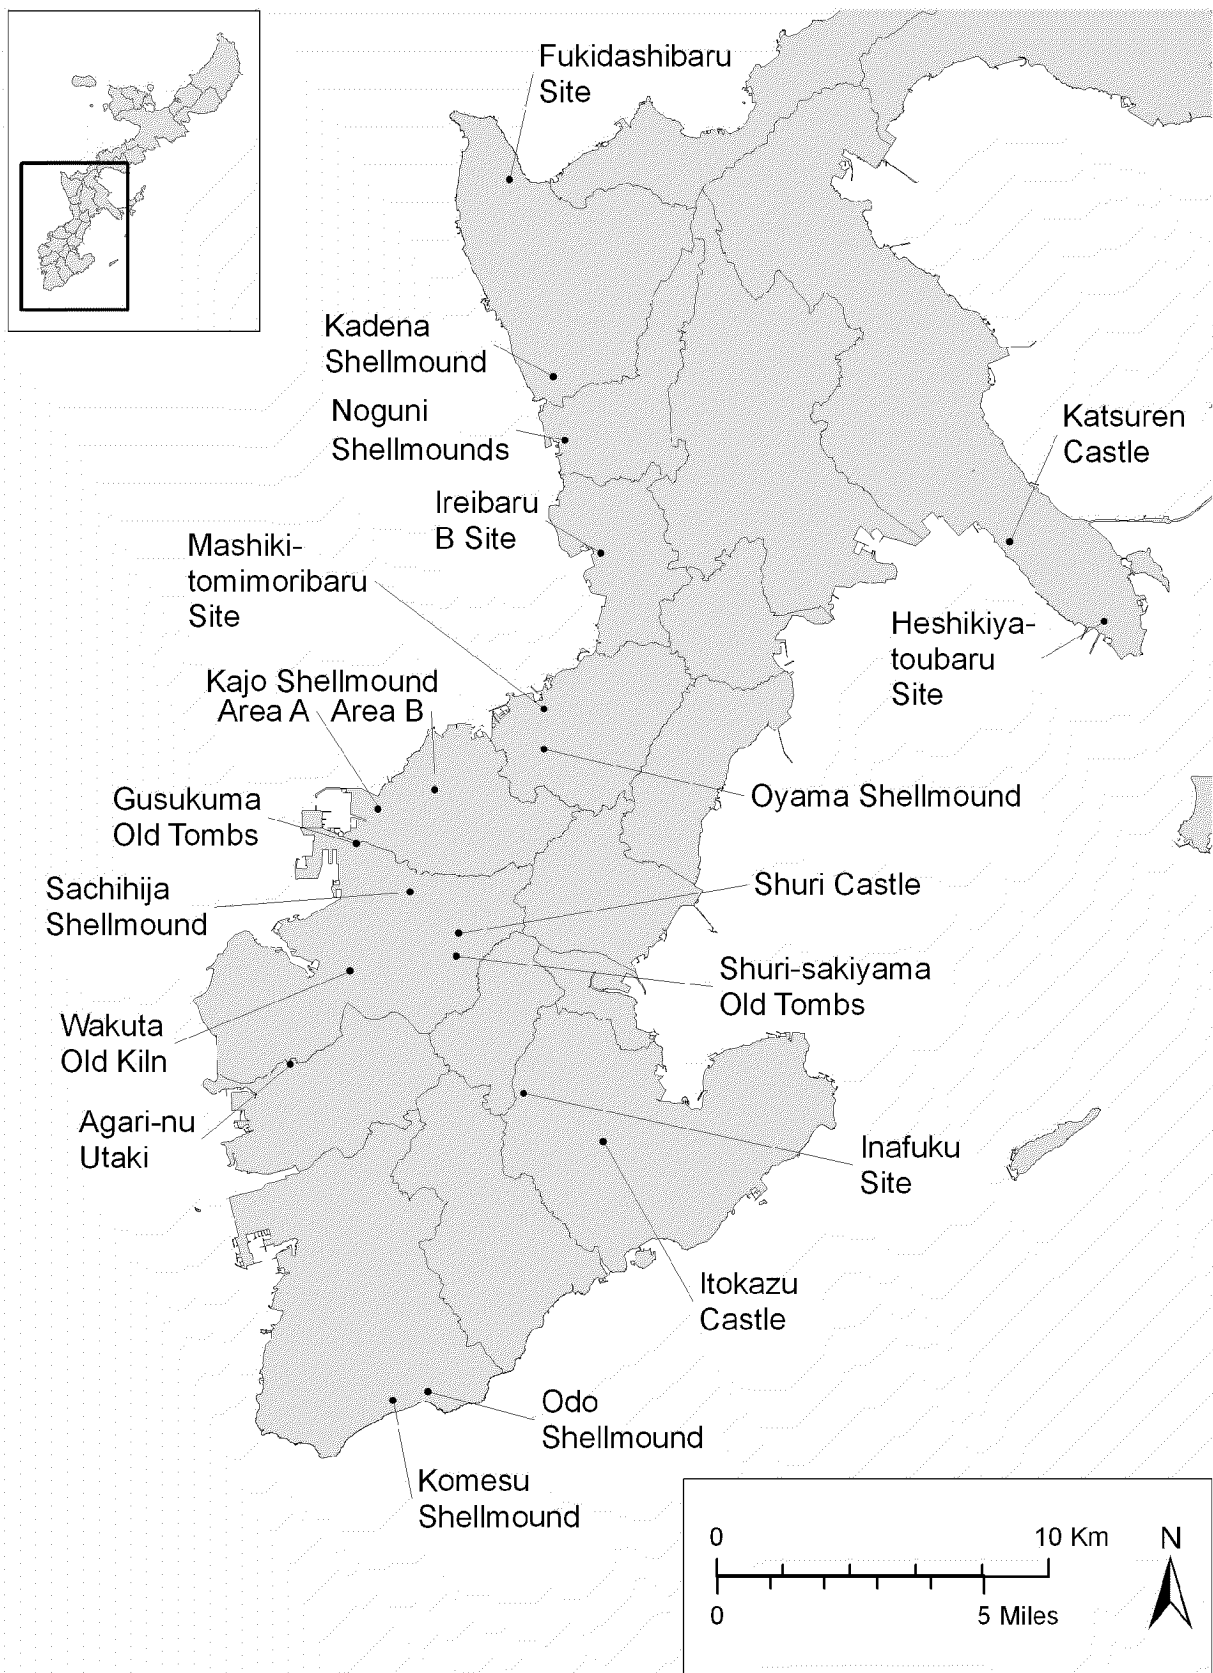 Fukidashibaru
Site
Kadena
Shellmound
Noguni
Shellmounds
Katsuren
Castle
Ireibaru
B Site
Mashiki-
tomimoribaru
Site
Heshikiya-
toubaru
Site
Kajo Shellmound
Area A Area B
Gusukuma
Old Tombs
Oyama Shellmound
Sachihija
Shellmound
Shuri Castle
Shuri-sakiyama
Old Tombs
Wakuta
Old Kiln
Agari-nu
Utaki
Inafuku
Site
Itokazu
Castle
Odo
Shellmound
Komesu
Shellmound
0 10 Km N
0 5 Miles